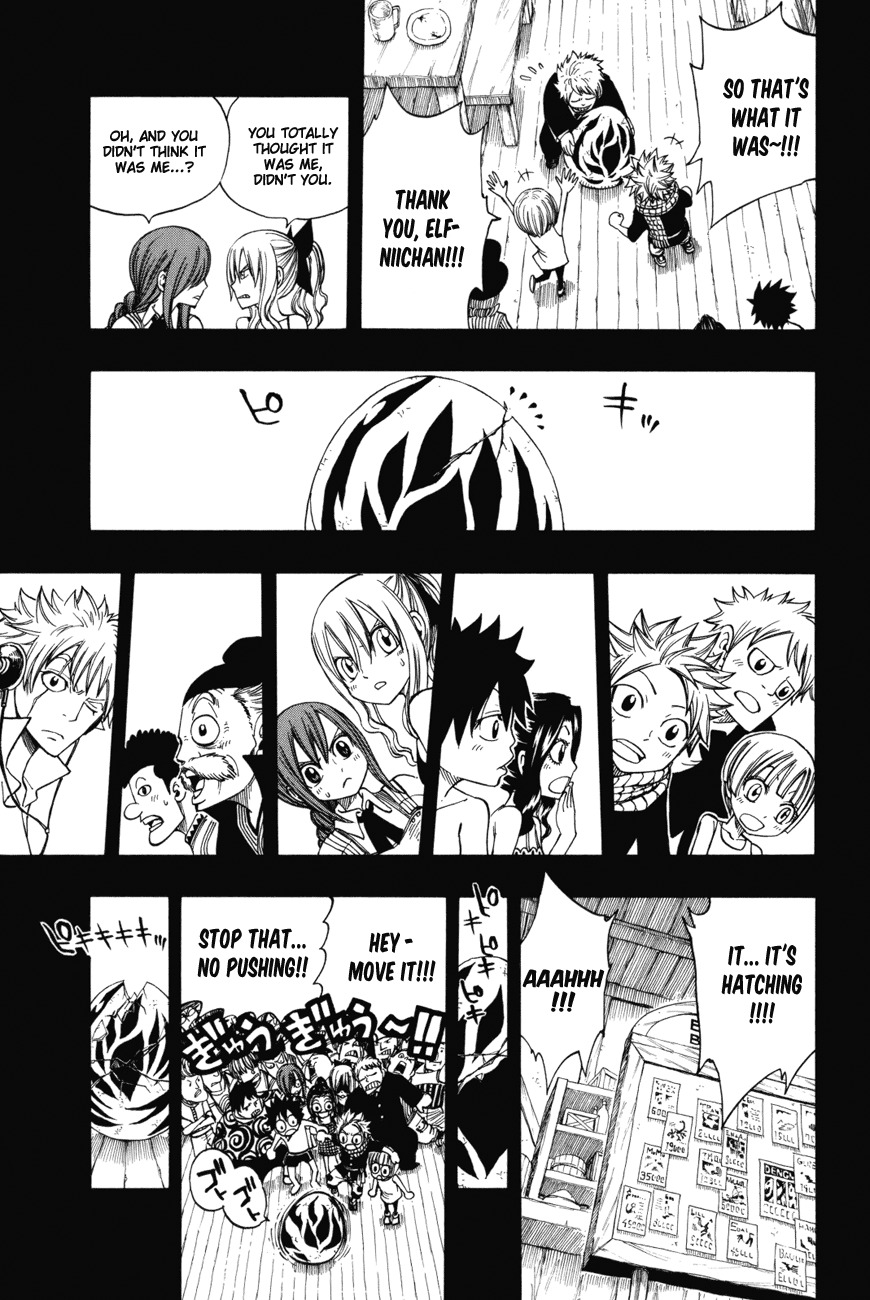 SO THAT'S
WHAT IT
WAS~!!!
THANK
YOU, ELF-
NIICHAN!!!
YOU TOTALLY
THOUGHT IT
WAS ME,
DIDN'T YOU.
OH, AND YOU
DIDN'T THINK IT
WAS ME...?
キッ
ピ
IT... IT'S
HATCHING
!!!!
AAAHHH
!!!
ピキキ
HEY -
MOVE IT!!!
STOP THAT...
NO PUSHING!!
ぎゅうぎゅう~!!
ゴト
ゴト
ピキキキキッ